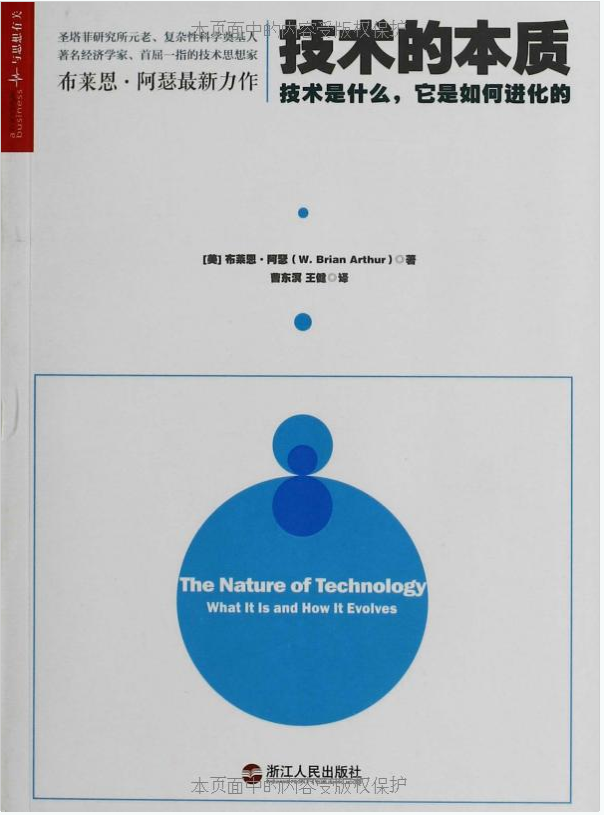 本页面中的内容受版权保护
与思想有关
a business
圣塔菲研究所元老、复杂性科学奠基人
著名经济学家、首屈一指的技术思想家
布莱恩·阿瑟最新力作
技术的本质
技术是什么，它是如何进化的
[美] 布莱恩·阿瑟（W. Brian Arthur）◎著
曹东溟 王健◎译
The Nature of Technology
What It Is and How It Evolves
浙江人民出版社
本页面中的内容受版权保护